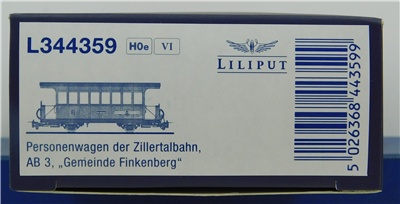 L344359 H0e VI
LILIPUT
Personenwagen der Zillertalbahn,
AB 3, „Gemeinde Finkenberg“
5 026368 443599